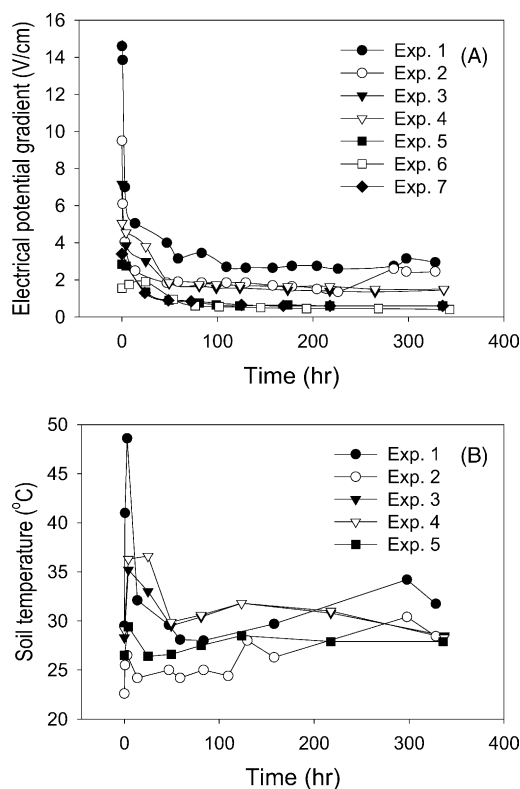 16
14
12
10
8
6
4
2
0
Electrical potential gradient (V/cm)
Exp. 1
Exp. 2
Exp. 3
Exp. 4
Exp. 5
Exp. 6
Exp. 7
(A)
0 100 200 300 400
Time (hr)
50
45
40
35
30
25
20
Soil temperature (°C)
Exp. 1
Exp. 2
Exp. 3
Exp. 4
Exp. 5
(B)
0 100 200 300 400
Time (hr)